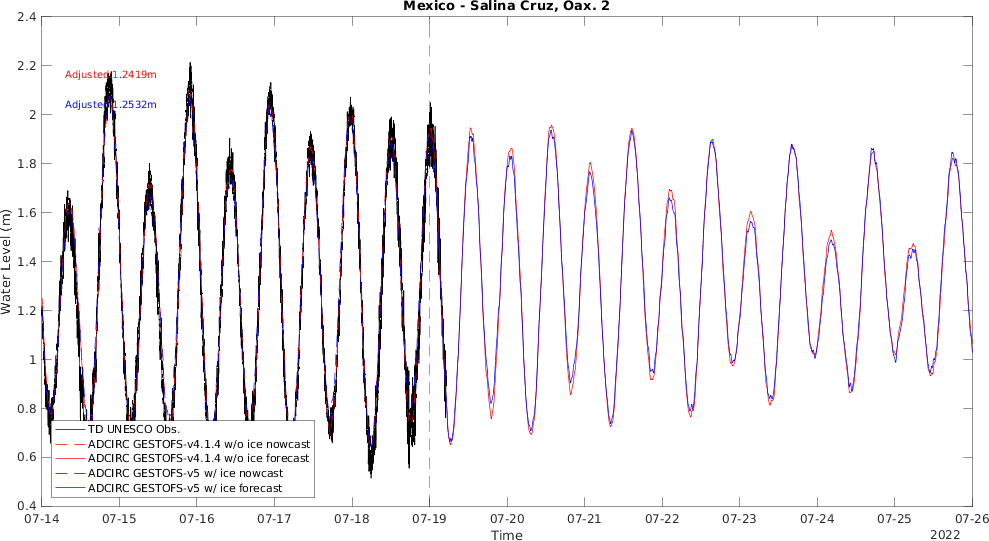 Mexico - Salina Cruz, Oax. 2
2.4
2.2
2
1.8
1.6
1.4
1.2
1
0.8
0.6
0.4
Water Level (m)
Adjusted 1.2419m
Adjusted 1.2532m
TD UNESCO Obs.
ADCIRC GESTOFS-v4.1.4 w/o ice nowcast
ADCIRC GESTOFS-v4.1.4 w/o ice forecast
ADCIRC GESTOFS-v5 w/ ice nowcast
ADCIRC GESTOFS-v5 w/ ice forecast
07-14 07-15 07-16 07-17 07-18 07-19 07-20 07-21 07-22 07-23 07-24 07-25 07-26
Time
2022